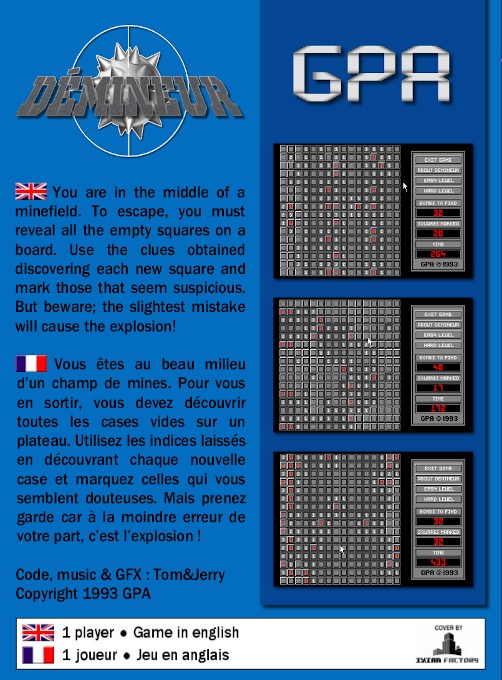 DÉMINEUR
GPA
You are in the middle of a
minefield. To escape, you must
reveal all the empty squares on a
board. Use the clues obtained
discovering each new square and
mark those that seem suspicious.
But beware; the slightest mistake
will cause the explosion!
Vous êtes au beau milieu
d'un champ de mines. Pour vous
en sortir, vous devez découvrir
toutes les cases vides sur un
plateau. Utilisez les indices laissés
en découvrant chaque nouvelle
case et marquez celles qui vous
semblent douteuses. Mais prenez
garde car à la moindre erreur de
votre part, c'est l'explosion !
Code, music & GFX : Tom&Jerry
Copyright 1993 GPA
EXIT GAME
ABOUT DEMINEUR
EASY LEVEL
HARD LEVEL
BOMBS TO FIND
32
SQUARES MARKED
20
TIME
264
GPA © 1993
EXIT GAME
ABOUT DEMINEUR
EASY LEVEL
HARD LEVEL
BOMBS TO FIND
40
SQUARES MARKED
17
TIME
172
GPA © 1993
EXIT GAME
ABOUT DEMINEUR
EASY LEVEL
HARD LEVEL
BOMBS TO FIND
32
SQUARES MARKED
32
TIME
433
GPA © 1993
1 player ● Game in english
1 joueur ● Jeu en anglais
COVER BY